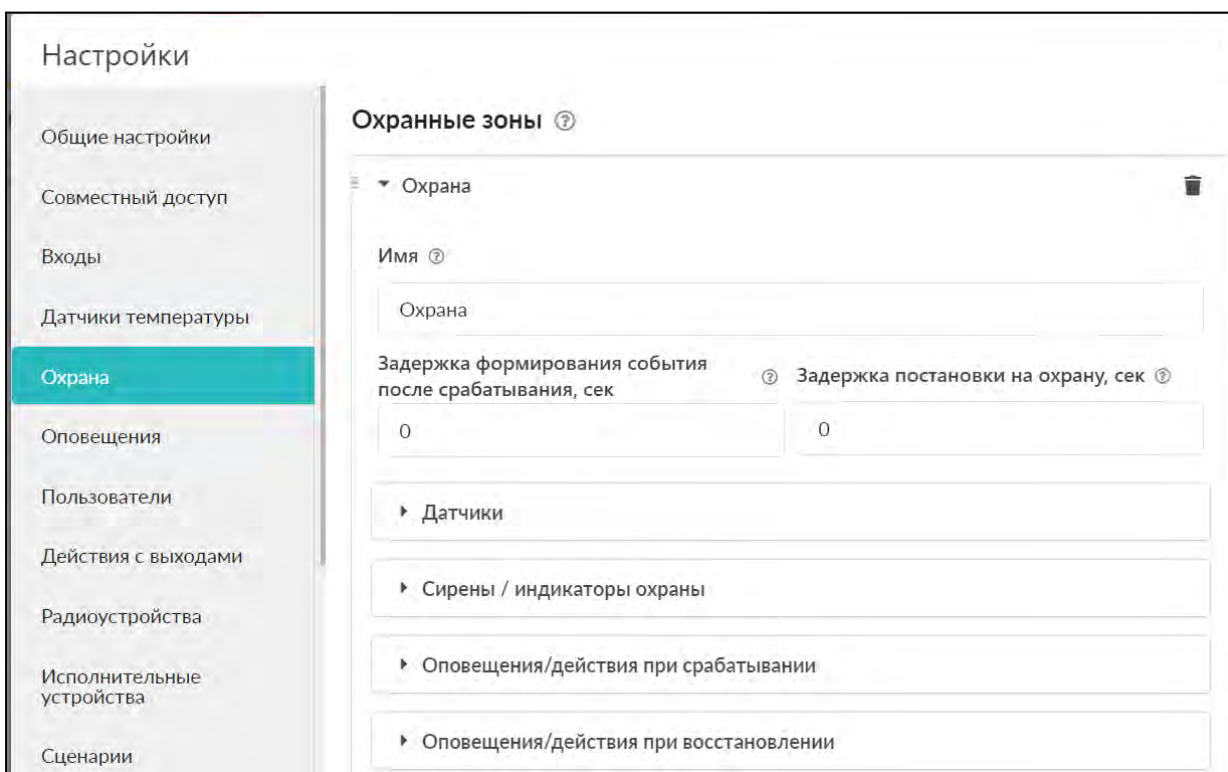 Настройки
Общие настройки
Совместный доступ
Входы
Датчики температуры
Охрана
Оповещения
Пользователи
Действия с выходами
Радиоустройства
Исполнительные
устройства
Сценарии
Охранные зоны ?
Охрана
Имя ?
Охрана
Задержка формирования события
после срабатывания, сек ?
0
Задержка постановки на охрану, сек ?
0
Датчики
Сирены / индикаторы охраны
Оповещения/действия при срабатывании
Оповещения/действия при восстановлении